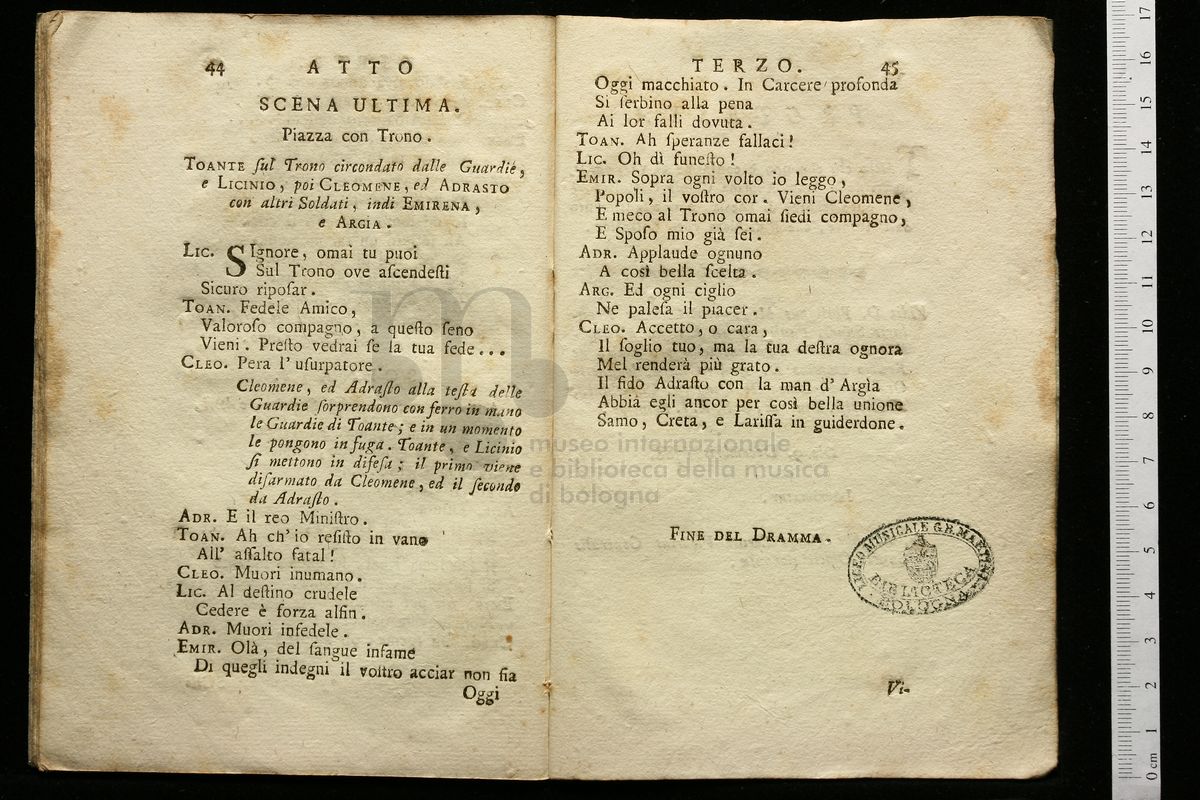 44 ATTO
SCENA ULTIMA.
Piazza con Trono.
TOANTE ſul Trono circondato dalle Guardie,
e LICINIO, poi CLEOMENE, ed ADRASTO
con altri Soldati, indi EMIRENA,
e ARGIA.
LIC. SIgnore, omai tu puoi
Sul Trono ove aſcendeſti
Sicuro ripoſar.
TOAN. Fedele Amico,
Valoroſo compagno, a queſto ſeno
Vieni. Preſto vedrai ſe la tua fede...
CLEO. Pera l' uſurpatore.
Cleomene, ed Adraſto alla teſta delle
Guardie ſorprendono con ferro in mano
le Guardie di Toante; e in un momento
le pongono in fuga. Toante, e Licinio
ſi mettono in difeſa; il primo viene
diſarmato da Cleomene, ed il ſecondo
da Adraſto.
ADR. E il reo Miniſtro.
TOAN. Ah ch' io reſiſto in vano
All' aſſalto fatal!
CLEO. Muori inumano.
LIC. Al deſtino crudele
Cedere è forza alfin.
ADR. Muori infedele.
EMIR. Olà, del ſangue infame
Di quegli indegni il voſtro acciar non ſia
Oggi
TERZO. 45
Oggi macchiato. In Carcere profonda
Si ſerbino alla pena
Ai lor falli dovuta.
TOAN. Ah ſperanze fallaci!
LIC. Oh dì funeſto!
EMIR. Sopra ogni volto io leggo,
Popoli, il voſtro cor. Vieni Cleomene,
E meco al Trono omai ſiedi compagno,
E Spoſo mio già ſei.
ADR. Applaude ognuno
A così bella ſcelta.
ARG. Ed ogni ciglio
Ne paleſa il piacer.
CLEO. Accetto, o cara,
Il ſoglio tuo, ma la tua deſtra ognora
Mel renderà più grato.
Il fido Adraſto con la man d' Argia
Abbia egli ancor per così bella unione
Samo, Creta, e Lariſſa in guiderdone.
FINE DEL DRAMMA.
Vi-
LICEO MUSICALE G.B. MARTINI
BIBLIOTECA
BOLOGNA
mb
museo internazionale
e biblioteca della musica
di bologna
0 cm 1 2 3 4 5 6 7 8 9 10 11 12 13 14 15 16 17